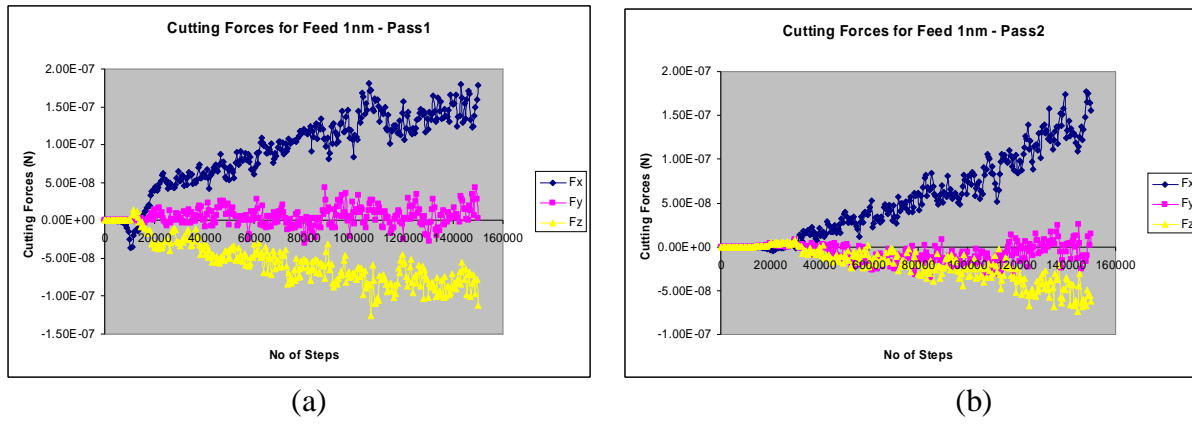 Cutting Forces for Feed 1nm - Pass1
2.00E-07
1.50E-07
1.00E-07
5.00E-08
0.00E+00
-5.00E-08
-1.00E-07
-1.50E-07
0 20000 40000 60000 80000 100000 120000 140000 160000
Cutting Forces (N)
No of Steps
Fx
Fy
Fz
(a)
Cutting Forces for Feed 1nm - Pass2
2.00E-07
1.50E-07
1.00E-07
5.00E-08
0.00E+00
-5.00E-08
-1.00E-07
0 20000 40000 60000 80000 100000 120000 140000 160000
Cutting Forces (N)
No of Steps
Fx
Fy
Fz
(b)